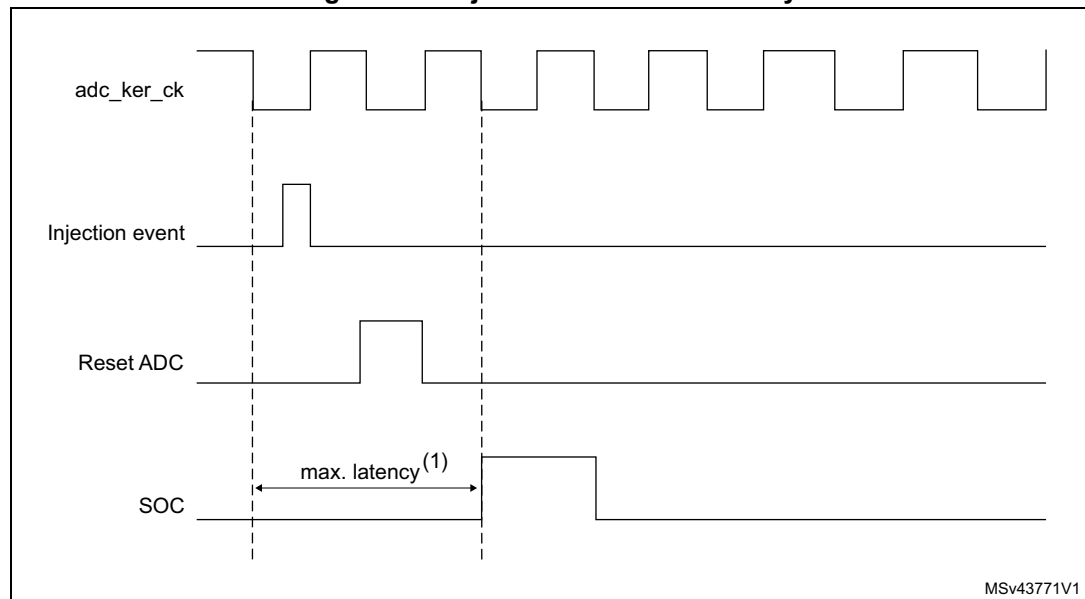 adc_ker_ck
Injection event
Reset ADC
max. latency(1)
SOC
MSv43771V1